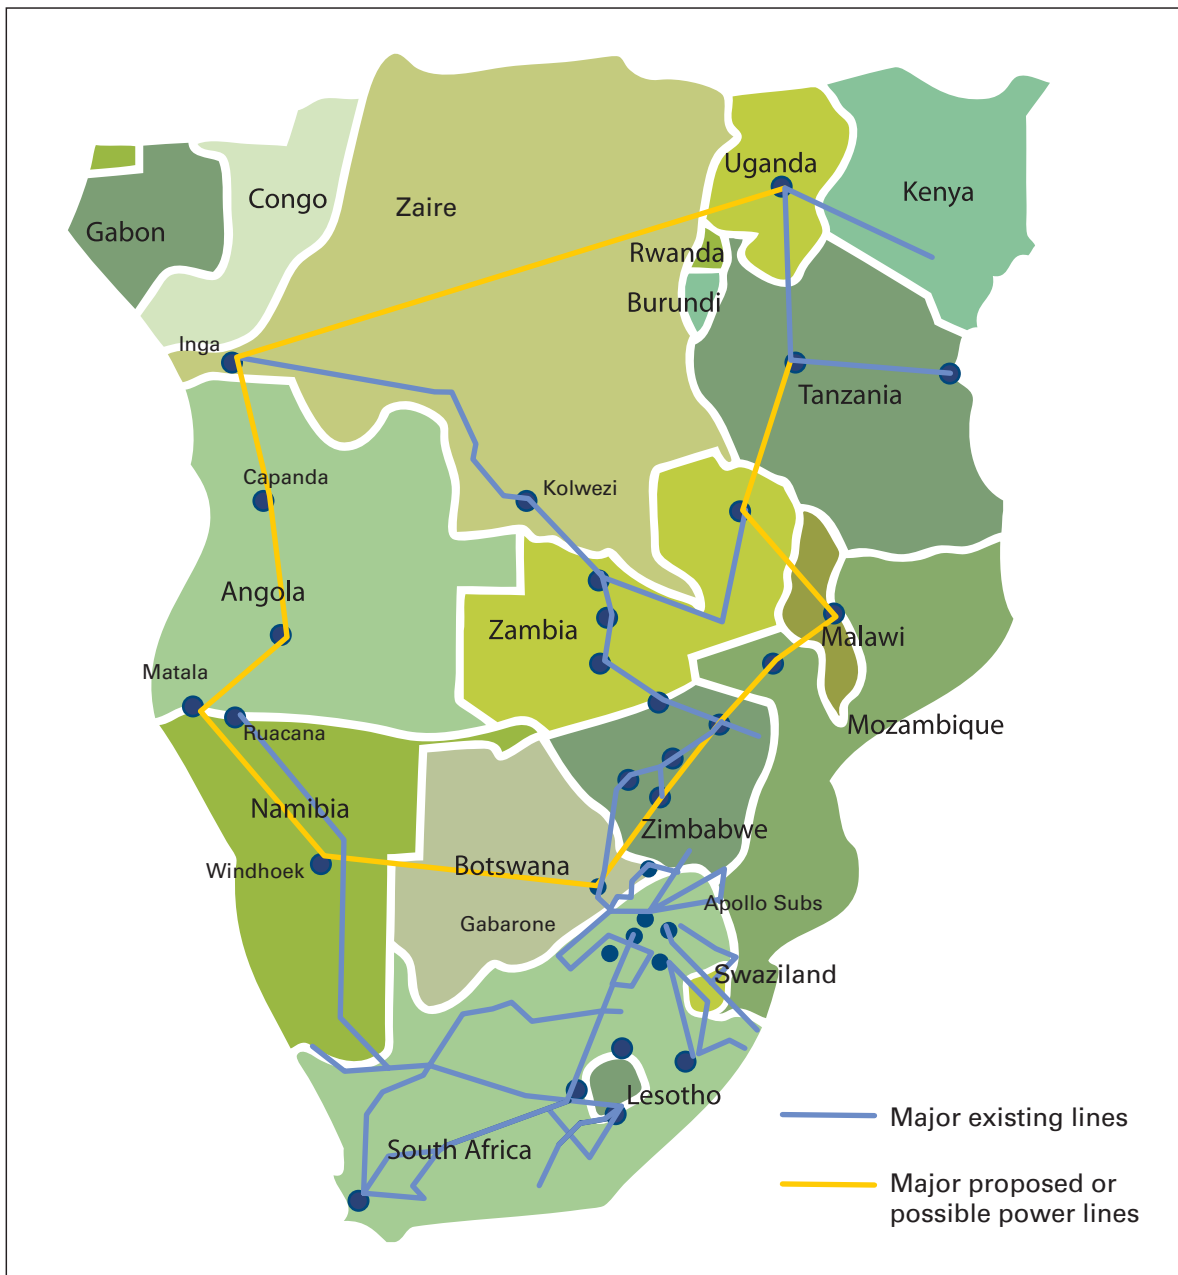 Uganda
Kenya
Congo
Zaire
Gabon
Rwanda
Burundi
Inga
Tanzania
Capanda
Kolwezi
Angola
Zambia
Malawi
Matala
Ruacana
Mozambique
Namibia
Zimbabwe
Windhoek
Botswana
Apollo Subs
Gabarone
Swaziland
Lesotho
South Africa
Major existing lines
Major proposed or
possible power lines